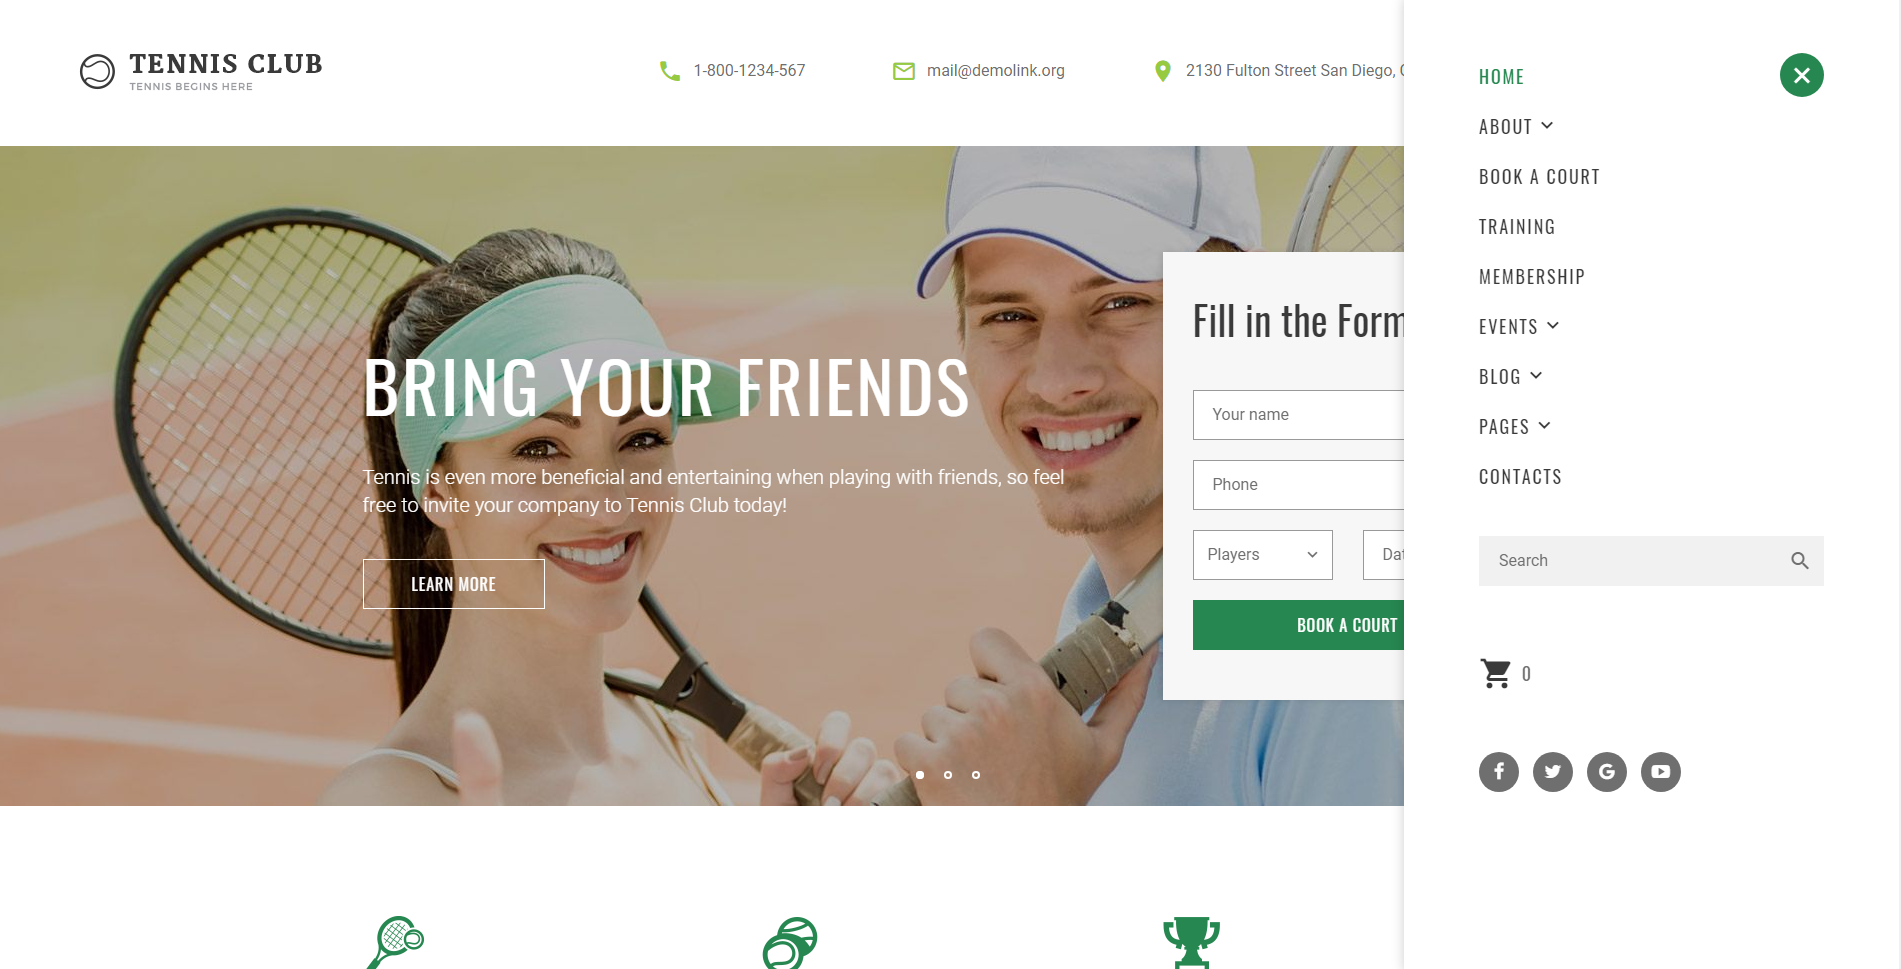 TENNIS CLUB
TENNIS BEGINS HERE
1-800-1234-567
mail@demolink.org
2130 Fulton Street San Diego,
HOME
ABOUT
BOOK A COURT
TRAINING
MEMBERSHIP
EVENTS
BLOG
PAGES
CONTACTS
Search
0
BRING YOUR FRIENDS
Tennis is even more beneficial and entertaining when playing with friends, so feel
free to invite your company to Tennis Club today!
LEARN MORE
Fill in the Form
Your name
Phone
Players
Dat
BOOK A COURT